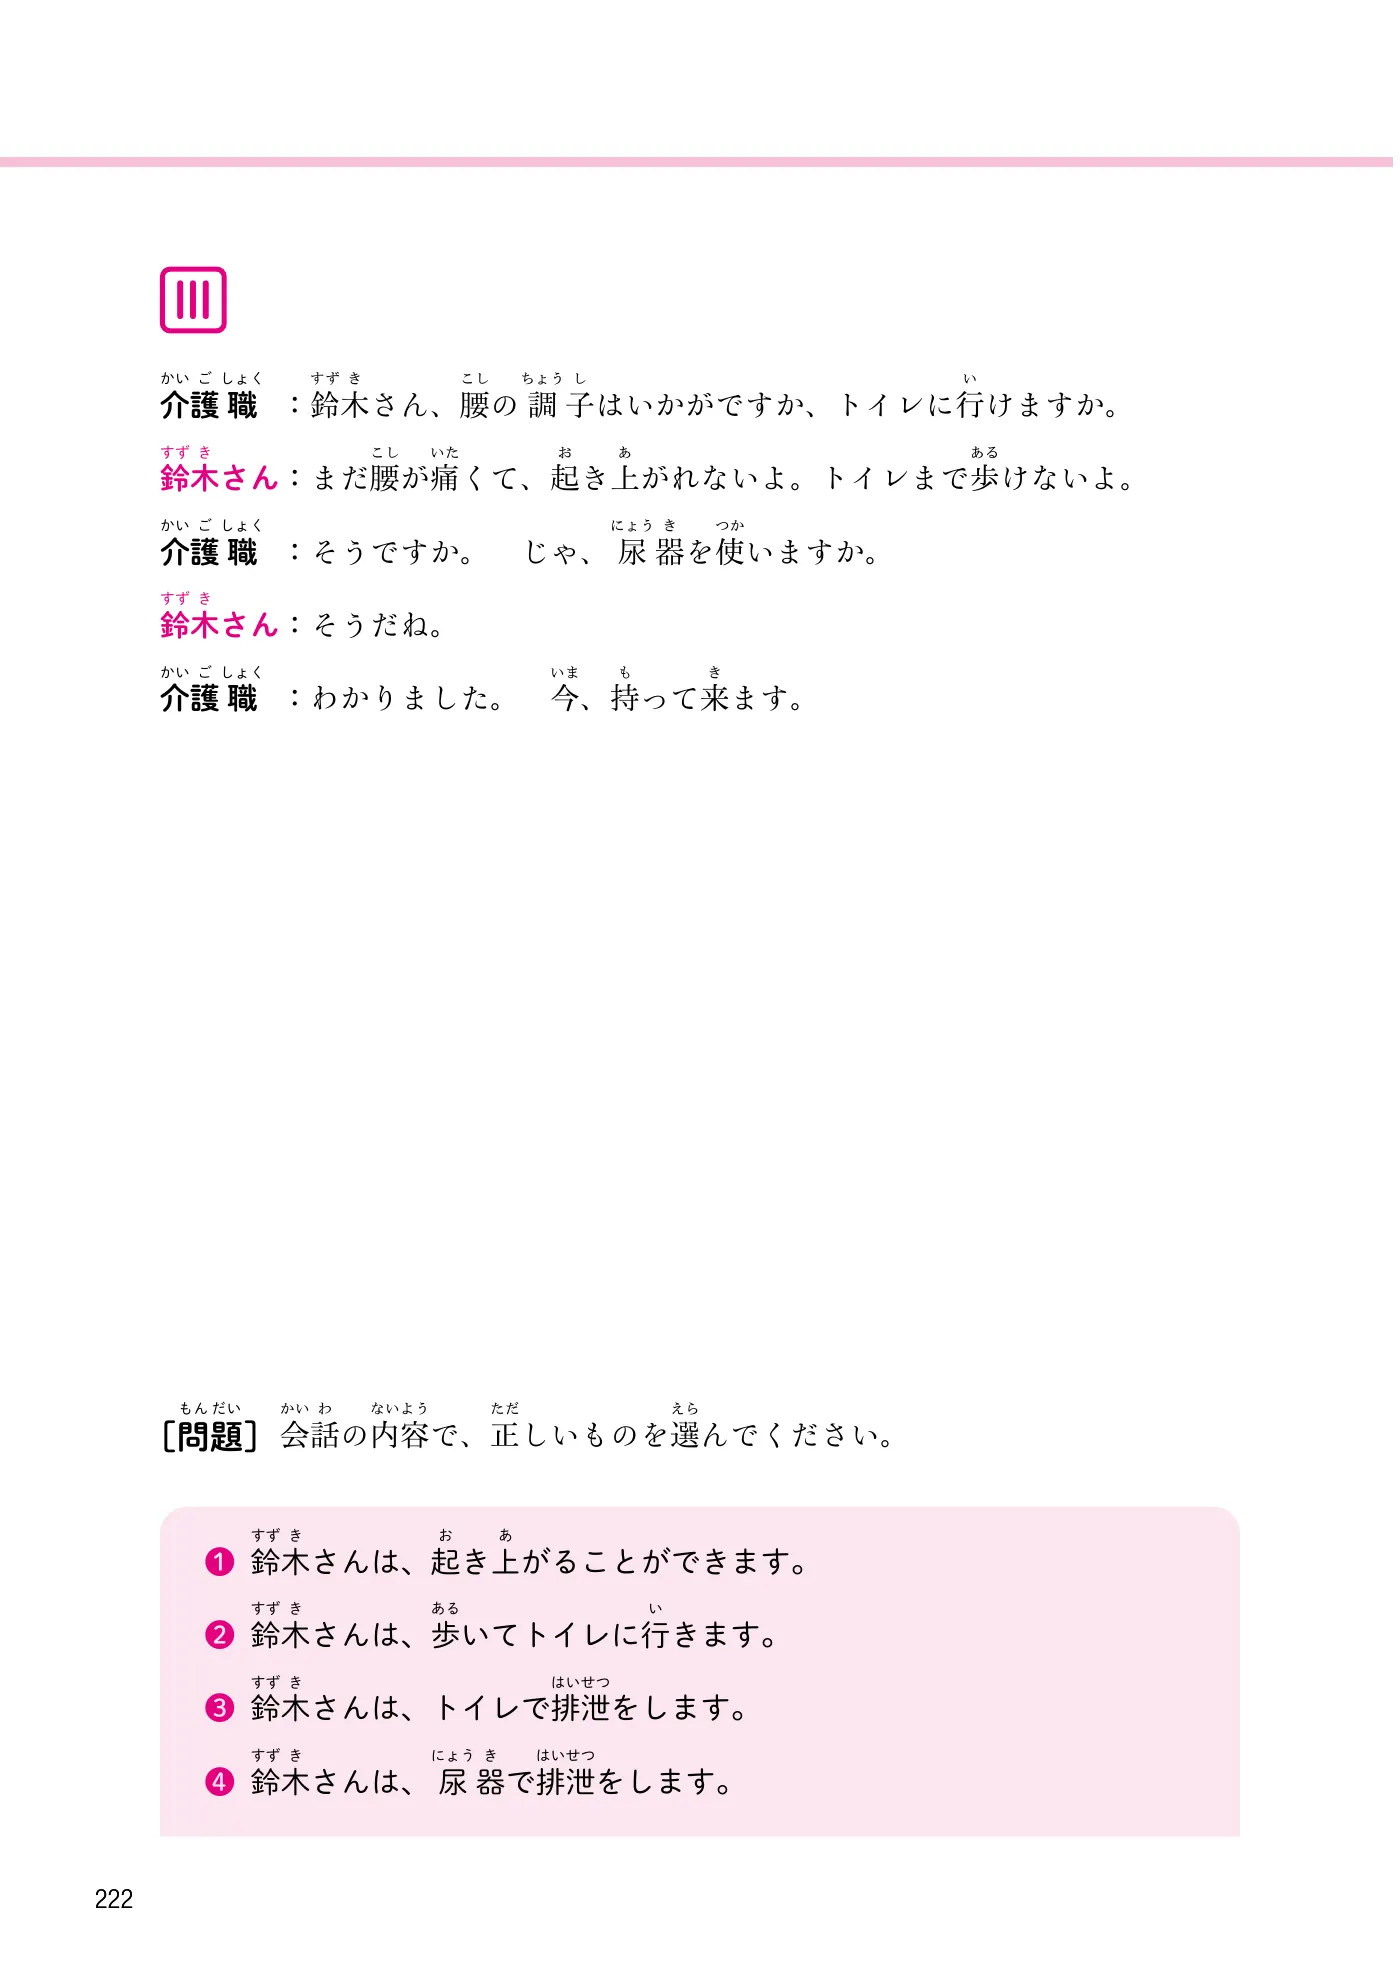 III
介護職：鈴木さん、腰の調子はいかがですか、トイレに行けますか。
鈴木さん：まだ腰が痛くて、起き上がれないよ。トイレまで歩けないよ。
介護職：そうですか。　じゃ、尿器を使いますか。
鈴木さん：そうだね。
介護職：わかりました。　今、持って来ます。
［問題］会話の内容で、正しいものを選んでください。
❶ 鈴木さんは、起き上がることができます。
❷ 鈴木さんは、歩いてトイレに行きます。
❸ 鈴木さんは、トイレで排泄をします。
❹ 鈴木さんは、尿器で排泄をします。
222